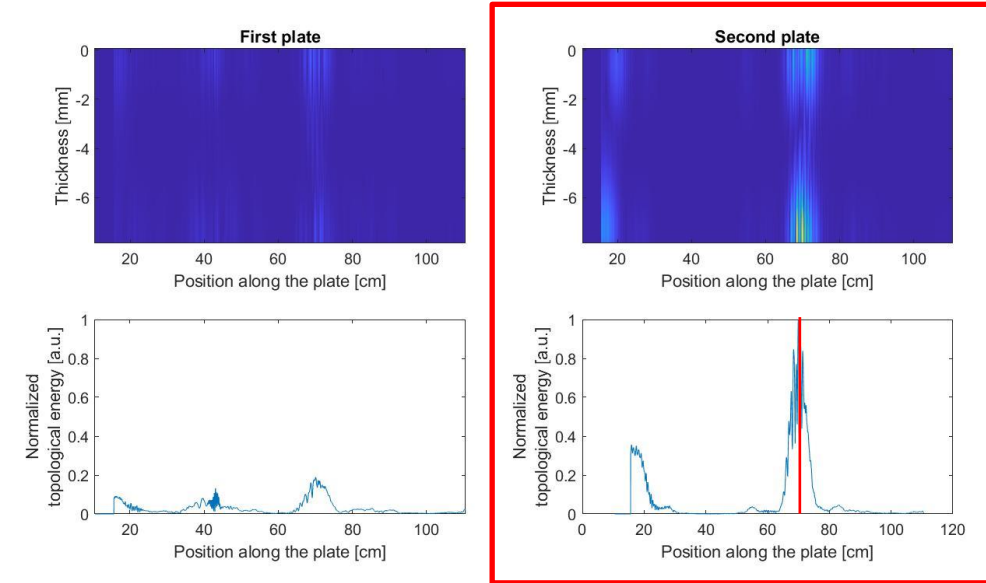 First plate
0
-2
-4
-6
Thickness [mm]
20 40 60 80 100
Position along the plate [cm]
Second plate
0
-2
-4
-6
Thickness [mm]
20 40 60 80 100
Position along the plate [cm]
1
0.8
0.6
0.4
0.2
0
Normalized
topological energy [a.u.]
20 40 60 80 100
Position along the plate [cm]
1
0.8
0.6
0.4
0.2
0
Normalized
topological energy [a.u.]
0 20 40 60 80 100 120
Position along the plate [cm]